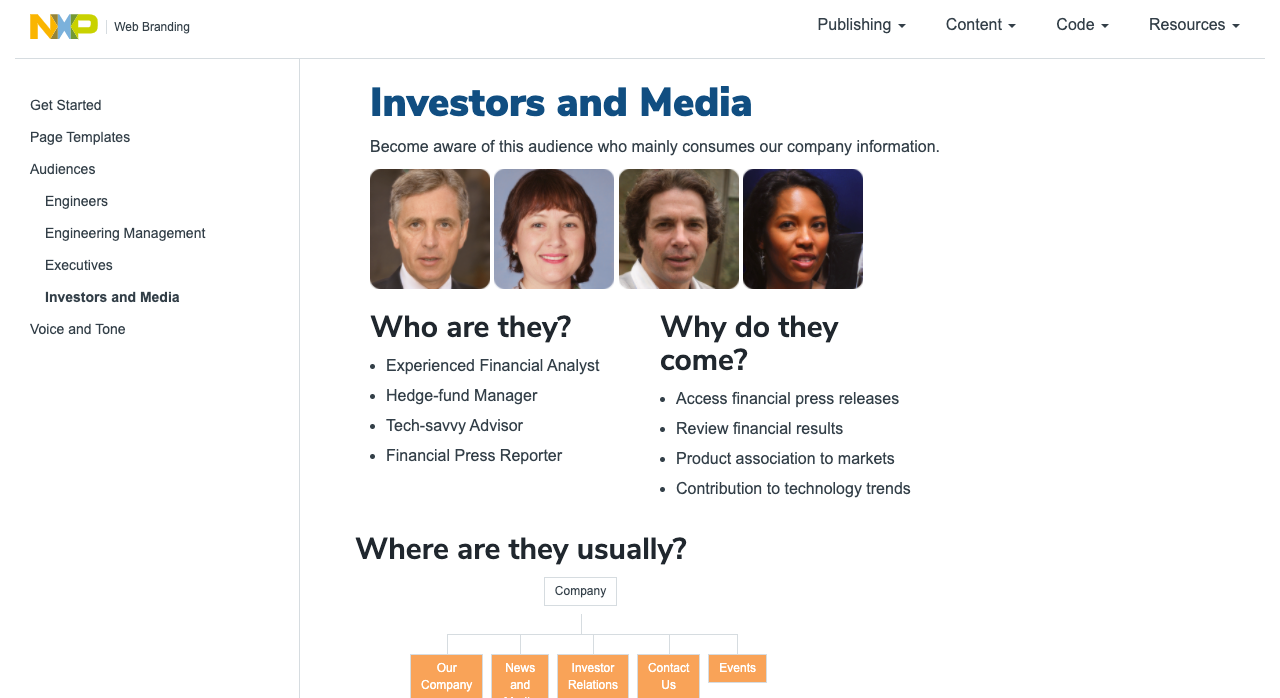 NXP Web Branding
Publishing
Content
Code
Resources
Get Started
Page Templates
Audiences
Engineers
Engineering Management
Executives
Investors and Media
Voice and Tone
Investors and Media
Become aware of this audience who mainly consumes our company information.
Who are they?
Experienced Financial Analyst
Hedge-fund Manager
Tech-savvy Advisor
Financial Press Reporter
Why do they
come?
Access financial press releases
Review financial results
Product association to markets
Contribution to technology trends
Where are they usually?
Company
Our
Company
News
and
Investor
Relations
Contact
Us
Events